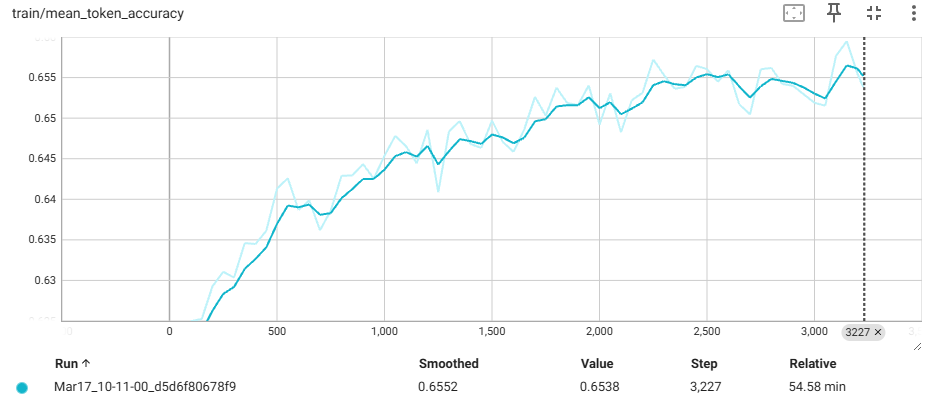 train/mean_token_accuracy
0.655
0.65
0.645
0.64
0.635
0.63
0 500 1,000 1,500 2,000 2,500 3,000 3227 ×
Run ↑ Smoothed Value Step Relative
Mar17_10-11-00_d5d6f80678f9 0.6552 0.6538 3,227 54.58 min